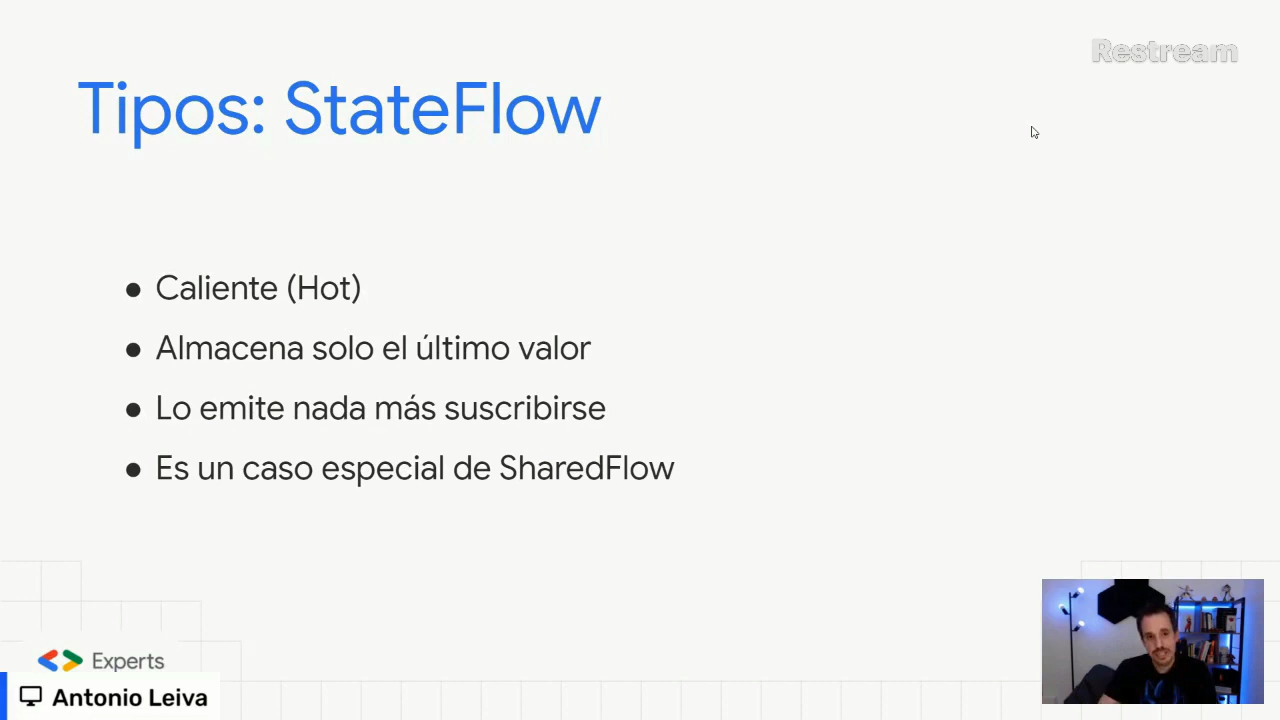 Restream
Tipos: StateFlow
● Caliente (Hot)
● Almacena solo el último valor
● Lo emite nada más suscribirse
● Es un caso especial de SharedFlow
Experts
Antonio Leiva